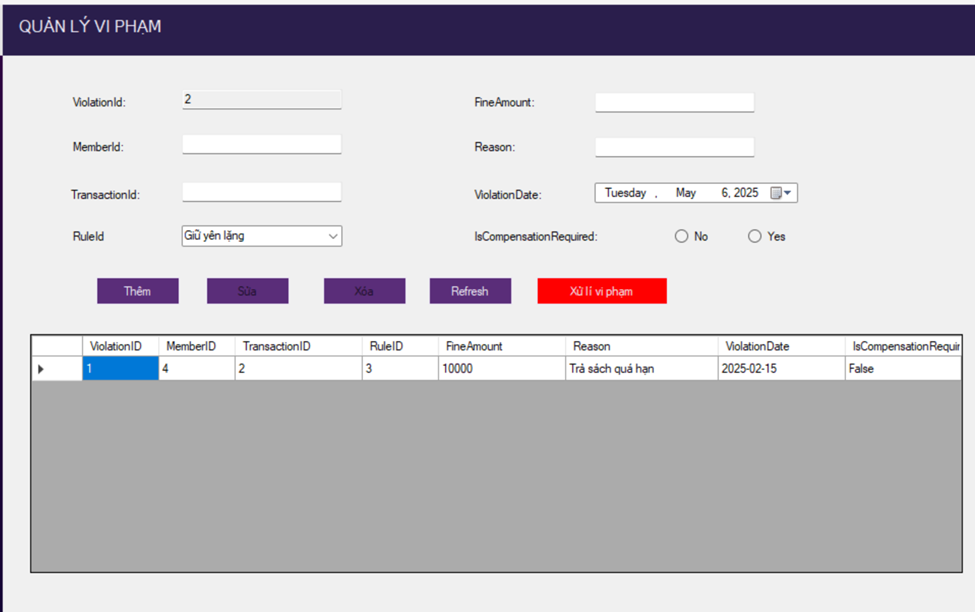 QUẢN LÝ VI PHẠM
ViolationId: 2 FineAmount:
MemberId: Reason:
TransactionId: ViolationDate: Tuesday , May 6, 2025
RuleId Giữ yên lặng IsCompensationRequired: No Yes
Thêm Sửa Xóa Refresh Xử lí vi phạm
ViolationID MemberID TransactionID RuleID FineAmount Reason ViolationDate IsCompensationRequir
1 4 2 3 10000 Trả sách quá hạn 2025-02-15 False